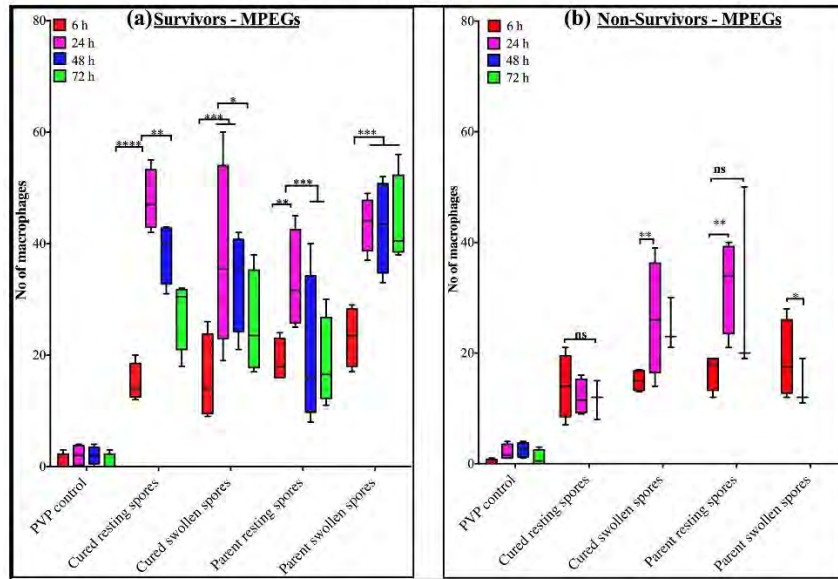 (a) Survivors - MPEGs
6 h
24 h
48 h
72 h
No of macrophages
80
60
40
20
0
****
**
***
*
**
***
***
PVP control
Cured resting spores
Cured swollen spores
Parent resting spores
Parent swollen spores
(b) Non-Survivors - MPEGs
6 h
24 h
48 h
72 h
No of macrophages
80
60
40
20
0
ns
**
ns
**
*
PVP control
Cured resting spores
Cured swollen spores
Parent resting spores
Parent swollen spores